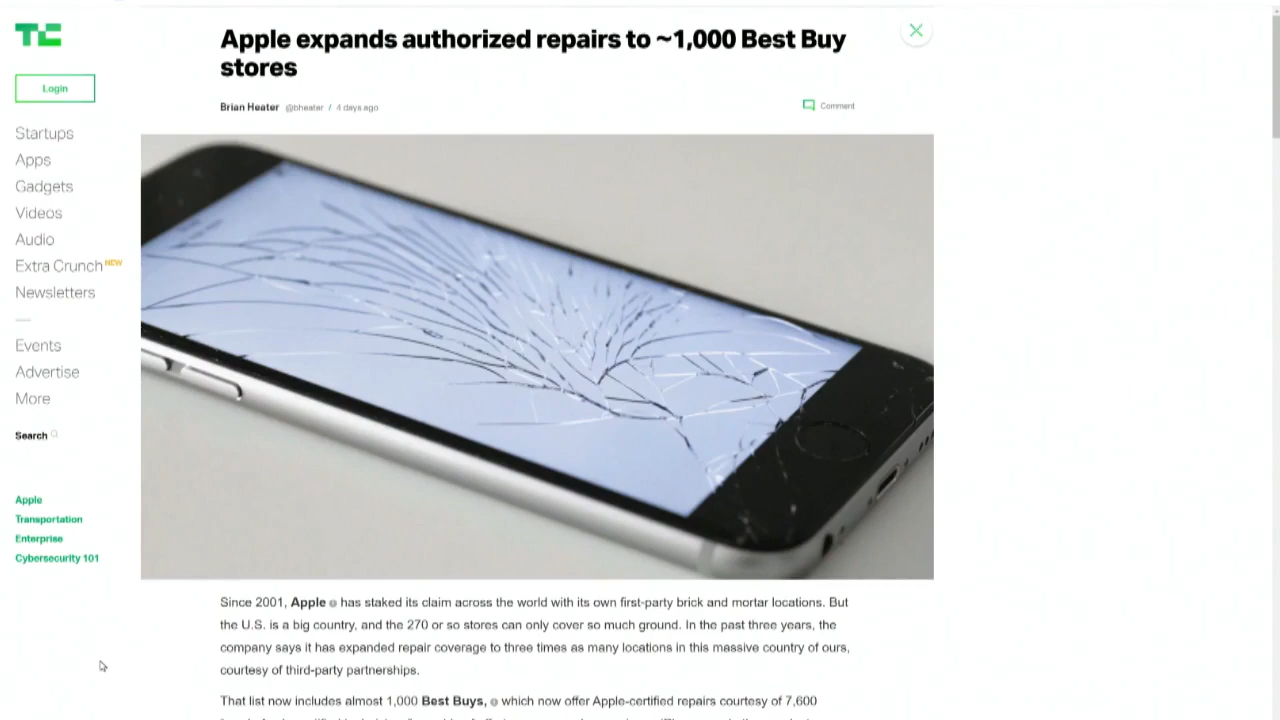 TC
Login
Startups
Apps
Gadgets
Videos
Audio
Extra Crunch NEW
Newsletters
Events
Advertise
More
Search
Apple
Transportation
Enterprise
Cybersecurity 101
Apple expands authorized repairs to ~1,000 Best Buy
stores
Brian Heater @bheater / 4 days ago
Comment
Since 2001, Apple has staked its claim across the world with its own first-party brick and mortar locations. But
the U.S. is a big country, and the 270 or so stores can only cover so much ground. In the past three years, the
company says it has expanded repair coverage to three times as many locations in this massive country of ours,
courtesy of third-party partnerships.
That list now includes almost 1,000 Best Buys, which now offer Apple-certified repairs courtesy of 7,600